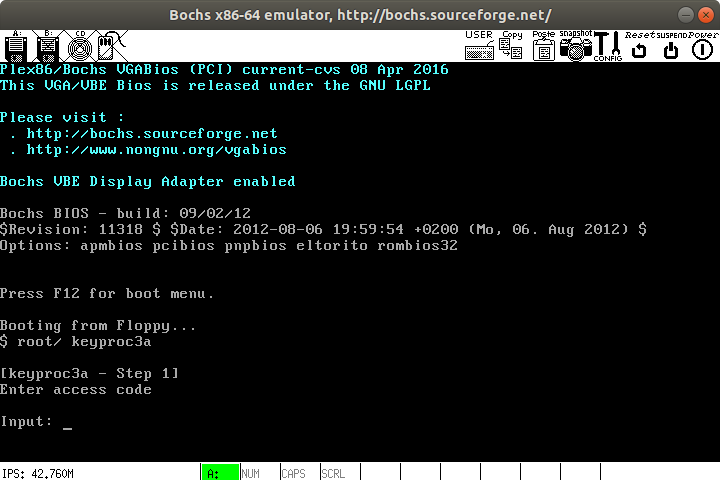 Bochs x86-64 emulator, http://bochs.sourceforge.net/
A: B: CD USER Copy Paste Snapshot CONFIG Reset SUSPEND Power
Plex86/Bochs VGABios (PCI) current-cvs 08 Apr 2016
This VGA/VBE Bios is released under the GNU LGPL
Please visit :
. http://bochs.sourceforge.net
. http://www.nongnu.org/vgabios
Bochs VBE Display Adapter enabled
Bochs BIOS - build: 09/02/12
$Revision: 11318 $ $Date: 2012-08-06 19:59:54 +0200 (Mo, 06. Aug 2012) $
Options: apmbios pcibios pnpbios eltorito rombios32
Press F12 for boot menu.
Booting from Floppy...
$ root/ keyproc3a
[keyproc3a - Step 1]
Enter access code
Input: _
IPS: 42.760M A: NUM CAPS SCRL